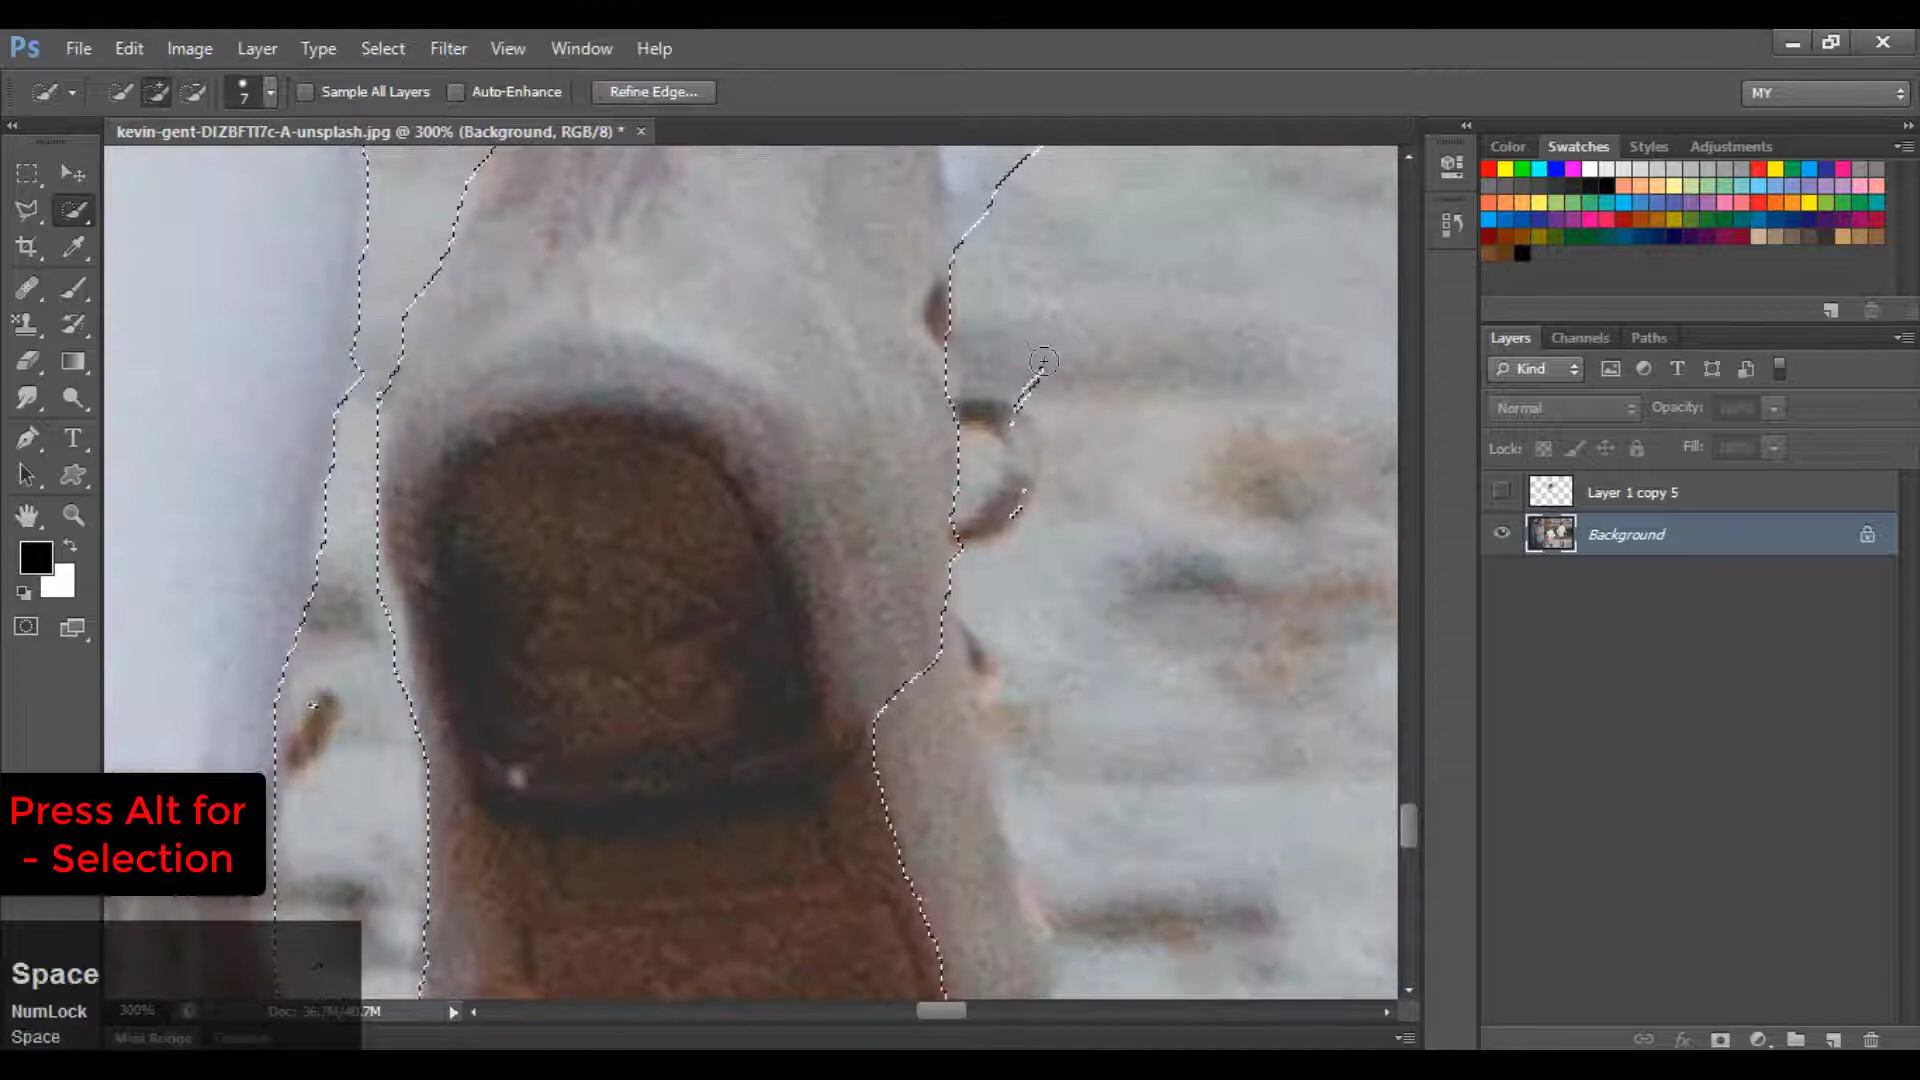 Ps File Edit Image Layer Type Select Filter View Window Help
7 Sample All Layers Auto-Enhance Refine Edge... MY
kevin-gent-DIZBFTl7c-A-unsplash.jpg @ 300% (Background, RGB/8) * ×
Color Swatches Styles Adjustments
Layers Channels Paths
Kind
Normal Opacity:
Lock: Fill:
Layer 1 copy 5
Background
Press Alt for
- Selection
Space
NumLock
Space
300% Doc: 36.7M/40.7M
Mini Bridge